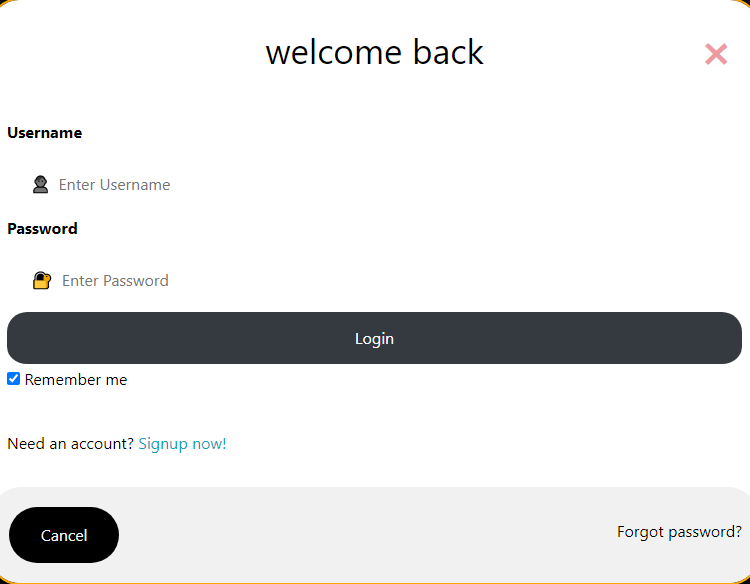 welcome back
Username
Enter Username
Password
Enter Password
Login
Remember me
Need an account? Signup now!
Cancel
Forgot password?